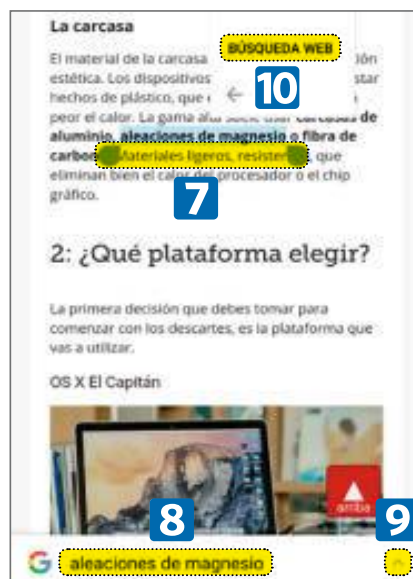 La carcasa
BÚSQUEDA WEB
El material de la carcasa
estética. Los dispositivos
10
hechos de plástico, que
peor el calor. La gama alta suele usar carcasas de
aluminio, aleaciones de magnesio o fibra de
carbon Materiales ligeros, resisten , que
eliminan bien el calor del procesador o el chip
gráfico.
7
2: ¿Qué plataforma elegir?
La primera decisión que debes tomar para
comenzar con los descartes, es la plataforma que
vas a utilizar.
OS X El Capitán
arriba
8
9
G aleaciones de magnesio